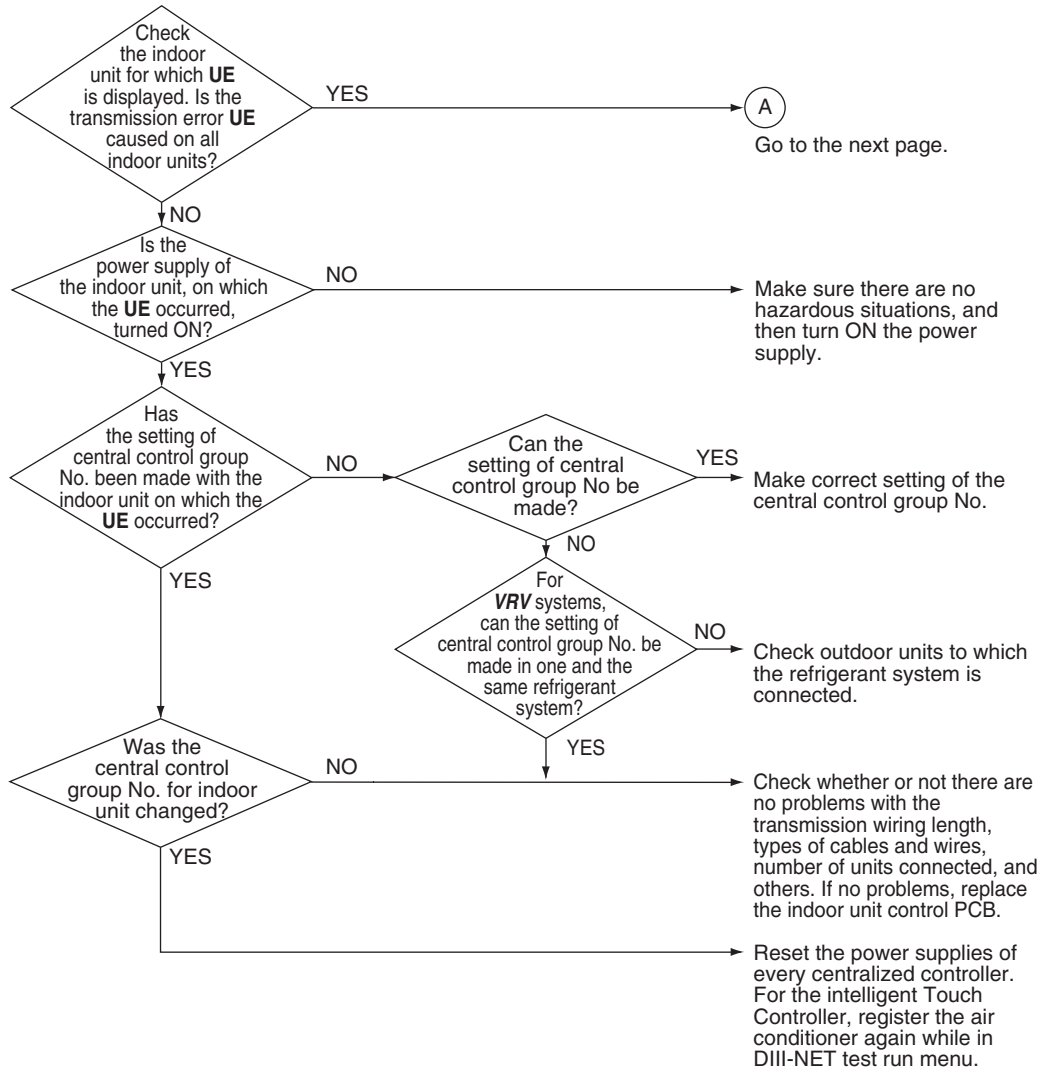 Check
the indoor
unit for which UE
is displayed. Is the
transmission error UE
caused on all
indoor units?
YES
A
Go to the next page.
NO
Is the
power supply of
the indoor unit, on which
the UE occurred,
turned ON?
NO
Make sure there are no
hazardous situations, and
then turn ON the power
supply.
YES
Has
the setting of
central control group
No. been made with the
indoor unit on which the
UE occurred?
NO
Can the
setting of central
control group No be
made?
YES
Make correct setting of the
central control group No.
NO
YES
For
VRV systems,
can the setting of
central control group No. be
made in one and the
same refrigerant
system?
NO
Check outdoor units to which
the refrigerant system is
connected.
YES
Was the
central control
group No. for indoor
unit changed?
NO
Check whether or not there are
no problems with the
transmission wiring length,
types of cables and wires,
number of units connected, and
others. If no problems, replace
the indoor unit control PCB.
YES
Reset the power supplies of
every centralized controller.
For the intelligent Touch
Controller, register the air
conditioner again while in
DIII-NET test run menu.